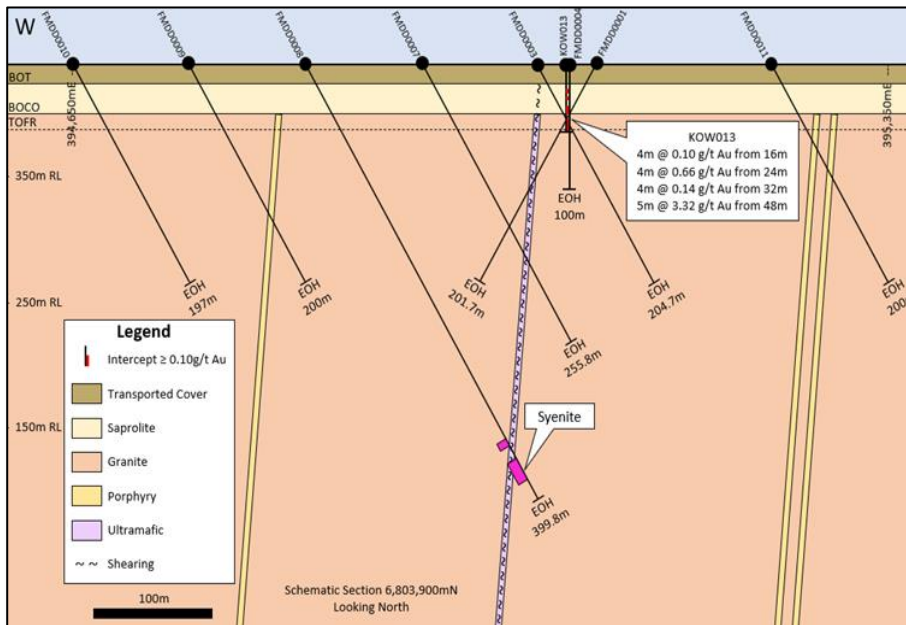 W
FMDD0010
FMDD0009
FMDD0008
FMDD0007
FMDD0003
KOW013
FMDD0004
FMDD0001
FMDD0011
BOT
BOCO
TOFR
394,650mE
395,350mE
KOW013
4m @ 0.10 g/t Au from 16m
4m @ 0.66 g/t Au from 24m
4m @ 0.14 g/t Au from 32m
5m @ 3.32 g/t Au from 48m
350m RL
EOH
100m
EOH
197m
EOH
200m
EOH
201.7m
EOH
204.7m
EOH
200
250m RL
EOH
255.8m
150m RL
Syenite
EOH
399.8m
Legend
Intercept ≥ 0.10g/t Au
Transported Cover
Saprolite
Granite
Porphyry
Ultramafic
~ ~ Shearing
100m
Schematic Section 6,803,900mN
Looking North